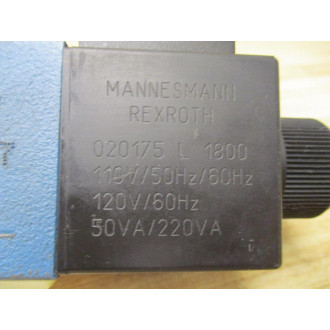 MANNESMANN
REXROTH
020175 L 1800
110V/50Hz/60Hz
120V/60Hz
50VA/220VA